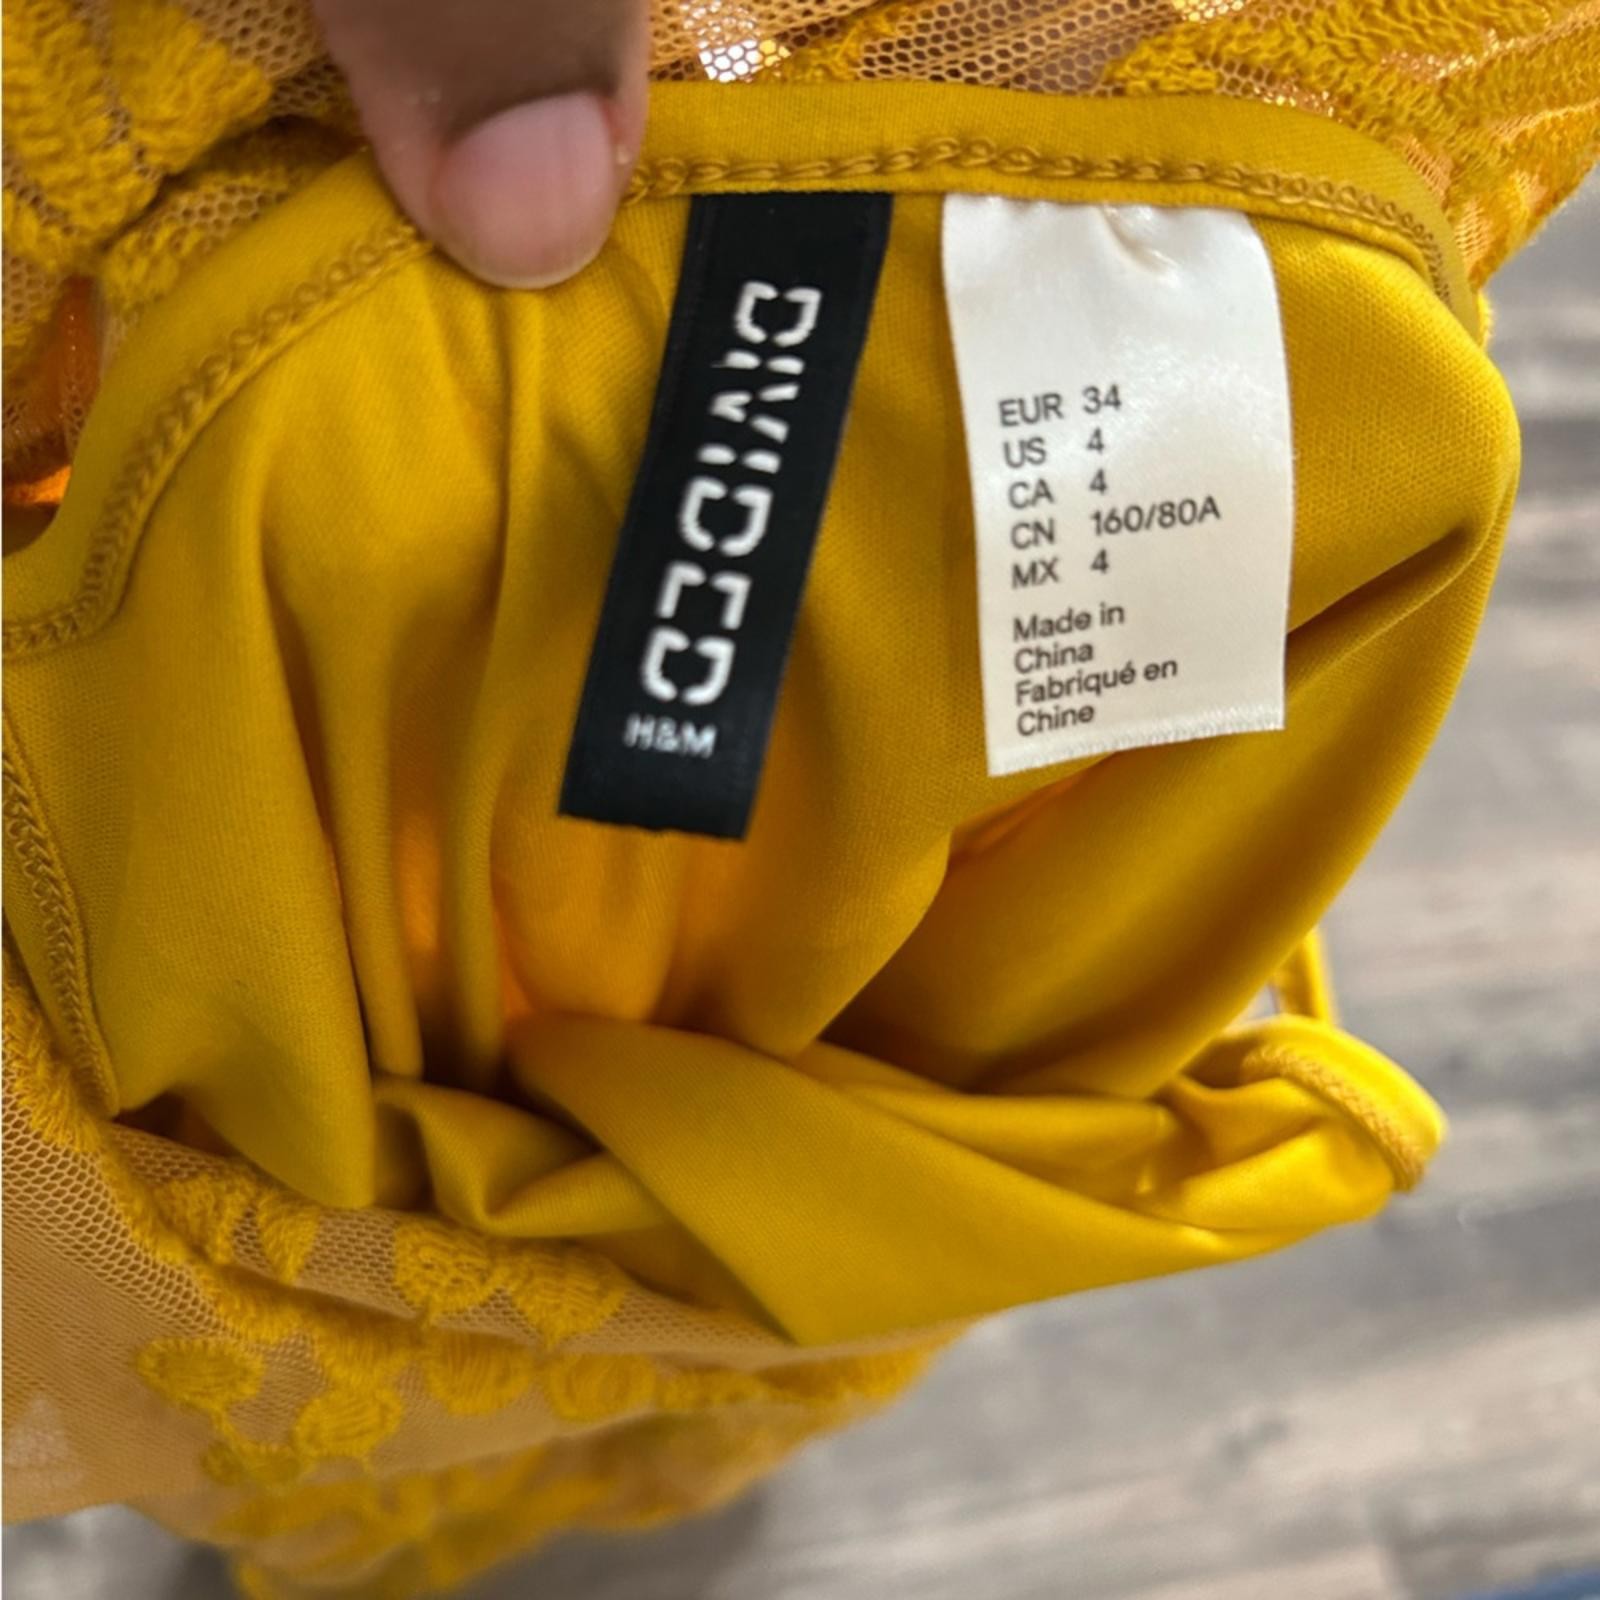 DIVIDED
H&M
EUR 34
US 4
CA 4
CN 160/80A
MX 4
Made in
China
Fabriqué en
Chine